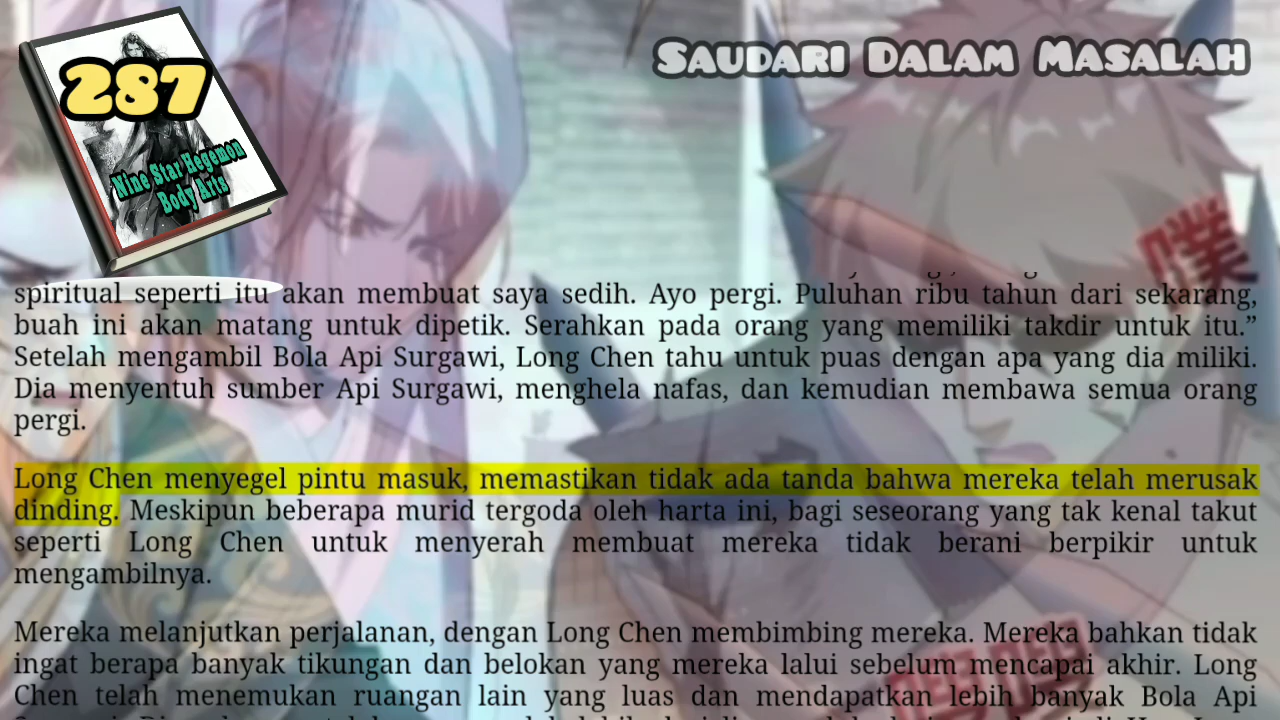 287
Nine Star Hegemon
Body Arts
SAUDARI DALAM MASALAH
噗
spiritual seperti itu akan membuat saya sedih. Ayo pergi. Puluhan ribu tahun dari sekarang,
buah ini akan matang untuk dipetik. Serahkan pada orang yang memiliki takdir untuk itu.”
Setelah mengambil Bola Api Surgawi, Long Chen tahu untuk puas dengan apa yang dia miliki.
Dia menyentuh sumber Api Surgawi, menghela nafas, dan kemudian membawa semua orang
pergi.
Long Chen menyegel pintu masuk, memastikan tidak ada tanda bahwa mereka telah merusak
dinding. Meskipun beberapa murid tergoda oleh harta ini, bagi seseorang yang tak kenal takut
seperti Long Chen untuk menyerah membuat mereka tidak berani berpikir untuk
mengambilnya.
Mereka melanjutkan perjalanan, dengan Long Chen membimbing mereka. Mereka bahkan tidak
ingat berapa banyak tikungan dan belokan yang mereka lalui sebelum mencapai akhir. Long
Chen telah menemukan ruangan lain yang luas dan mendapatkan lebih banyak Bola Api